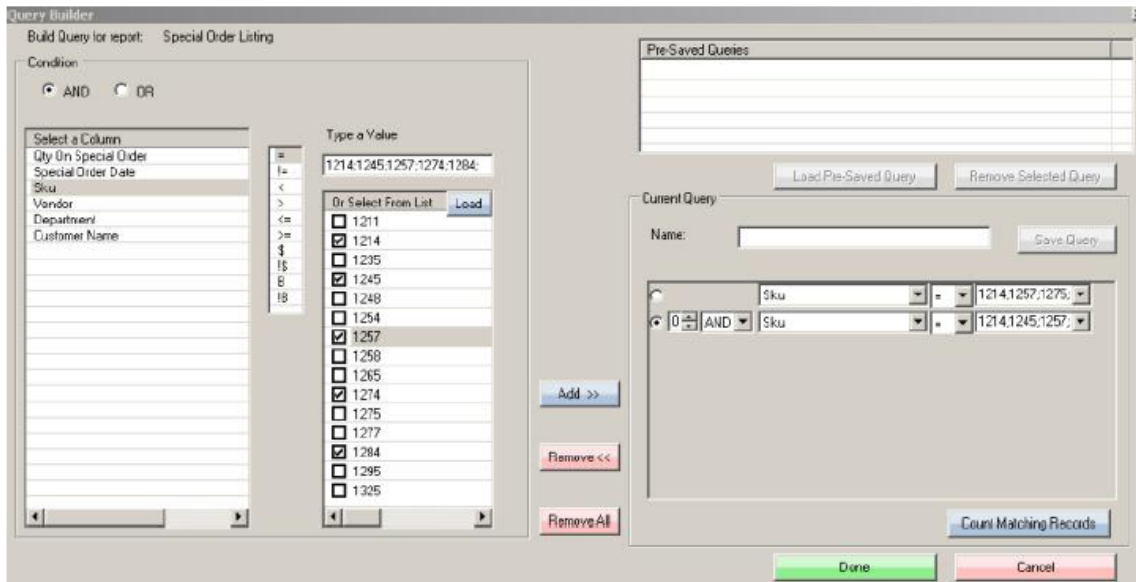 Query Builder
Build Query for report: Special Order Listing
Condition
AND OR
Select a Column
Qty On Special Order
Special Order Date
Sku
Vendor
Department
Customer Name
=
!=
<
>
<=
>=
$
!$
B
!B
Type a Value
1214;1245;1257;1274;1284;
Or Select From List Load
1211
1214
1235
1245
1248
1254
1257
1258
1265
1274
1275
1277
1284
1295
1325
Add >>
Remove <<
Remove All
Pre-Saved Queries
Load Pre-Saved Query Remove Selected Query
Current Query
Name: Save Query
Sku = 1214;1257;1275;
0 AND Sku = 1214;1245;1257;
Count Matching Records
Done Cancel